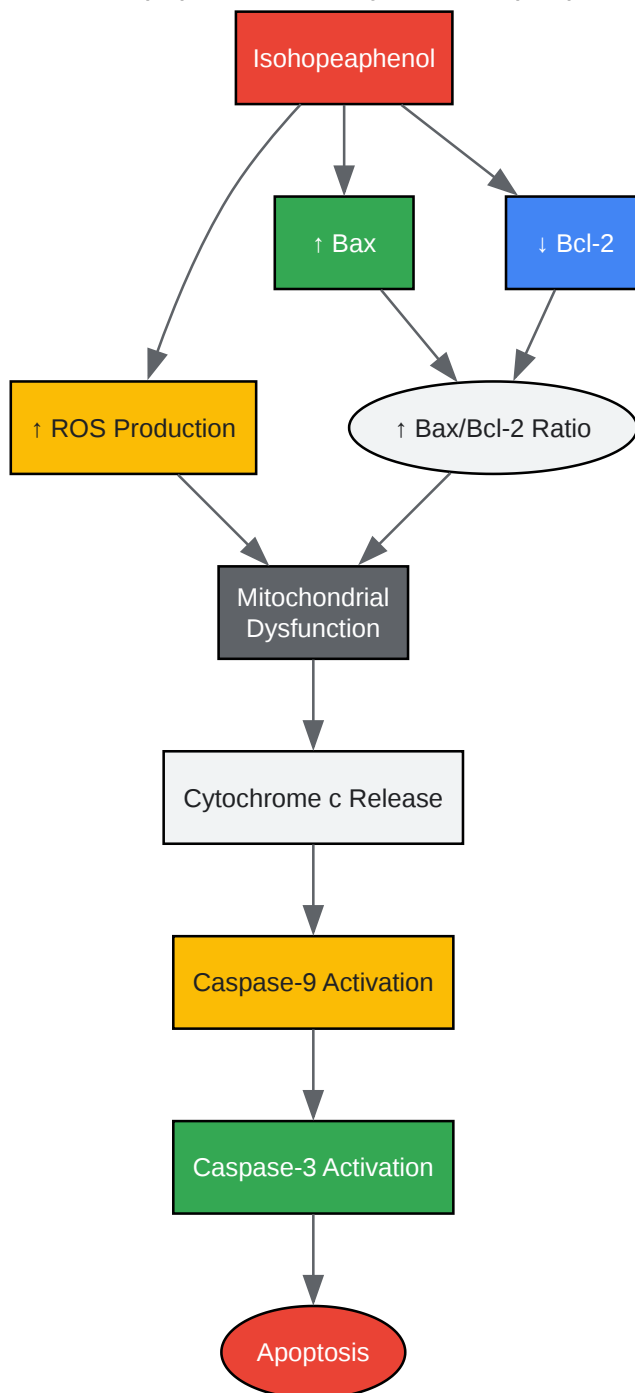 Isohopeaphenol
↑ Bax
↓ Bcl-2
↑ ROS Production
↑ Bax/Bcl-2 Ratio
Mitochondrial
Dysfunction
Cytochrome c Release
Caspase-9 Activation
Caspase-3 Activation
Apoptosis